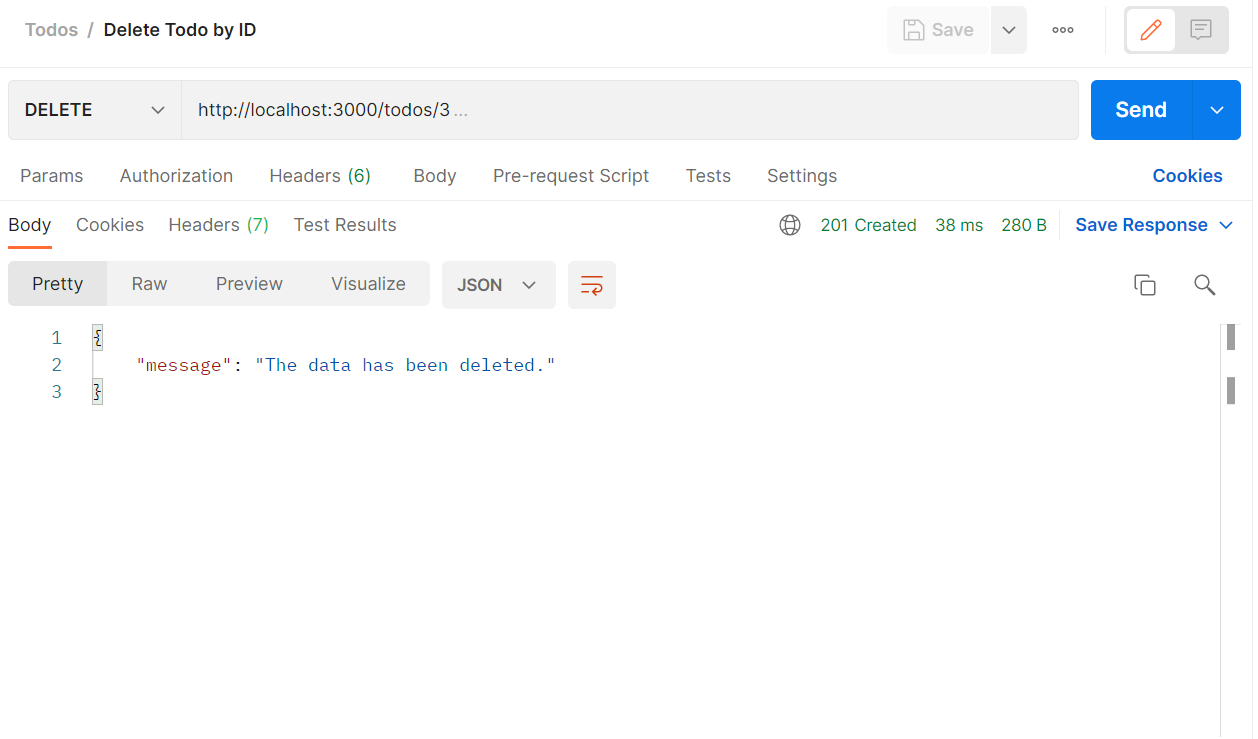 Todos / Delete Todo by ID
Save
DELETE
http://localhost:3000/todos/3 ...
Send
Params Authorization Headers (6) Body Pre-request Script Tests Settings Cookies
Body Cookies Headers (7) Test Results 201 Created 38 ms 280 B Save Response
Pretty Raw Preview Visualize JSON
1 {
2 "message": "The data has been deleted."
3 }